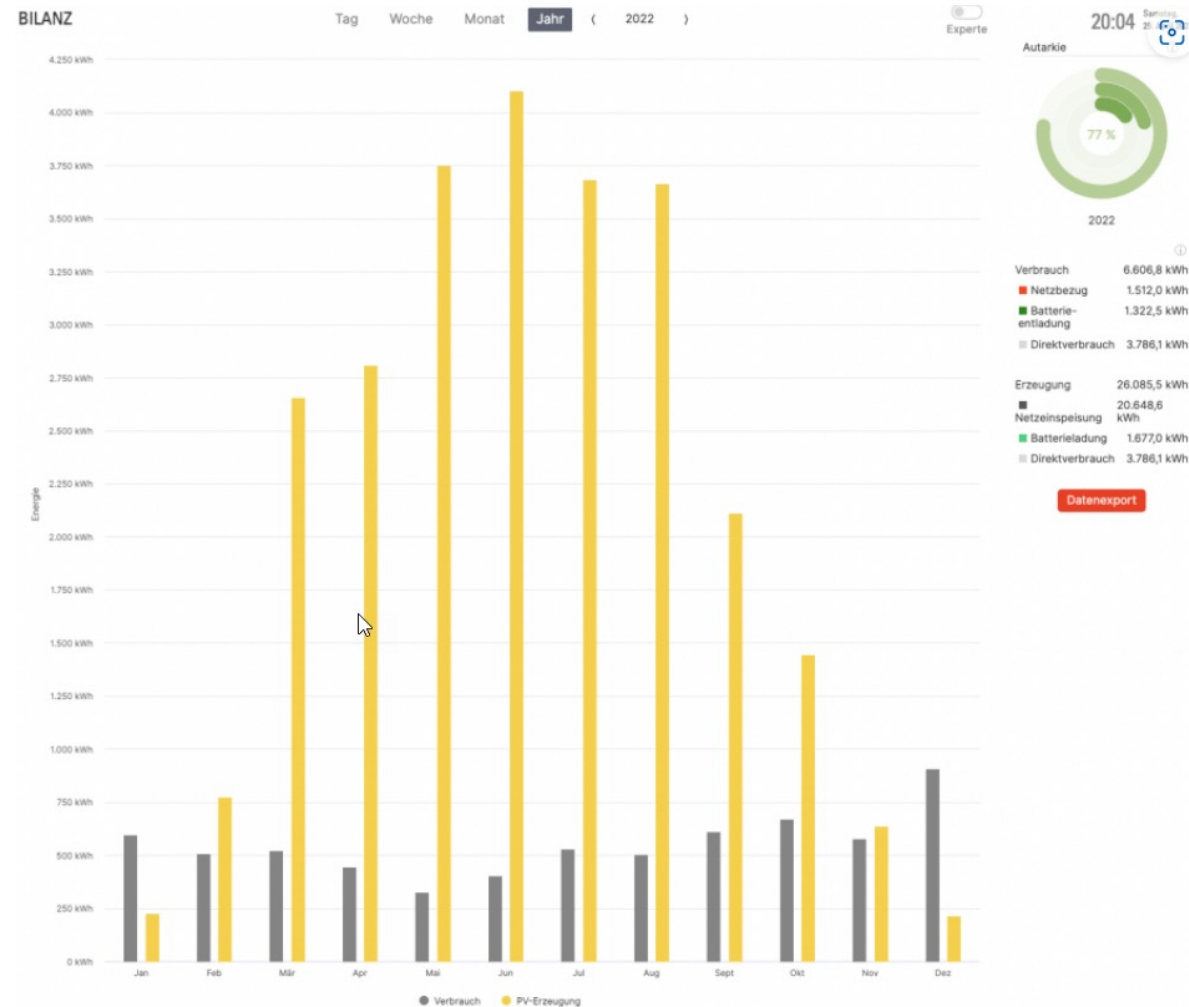 BILANZ
Tag Woche Monat Jahr ⟨ 2022 ⟩
Experte
20:04
Autarkie
77 %
2022
Verbrauch 6.606,8 kWh
Netzbezug 1.512,0 kWh
Batterie-
entladung 1.322,5 kWh
Direktverbrauch 3.786,1 kWh
Erzeugung 26.085,5 kWh
Netzeinspeisung 20.648,6 kWh
Batterieladung 1.677,0 kWh
Direktverbrauch 3.786,1 kWh
Datenexport
Energie
4.250 kWh
4.000 kWh
3.750 kWh
3.500 kWh
3.250 kWh
3.000 kWh
2.750 kWh
2.500 kWh
2.250 kWh
2.000 kWh
1.750 kWh
1.500 kWh
1.250 kWh
1.000 kWh
750 kWh
500 kWh
250 kWh
0 kWh
Jan Feb Mär Apr Mai Jun Jul Aug Sept Okt Nov Dez
Verbrauch PV-Erzeugung